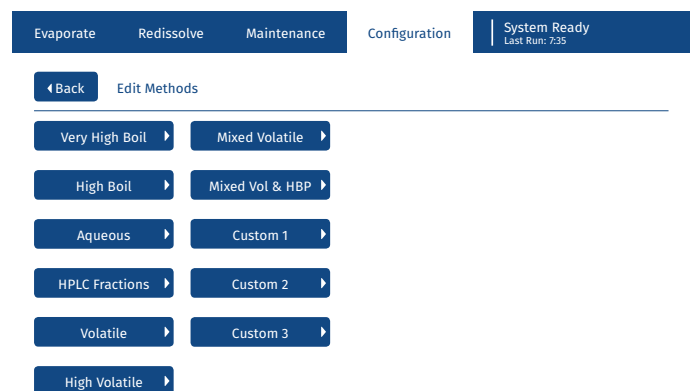 Evaporate Redissolve Maintenance Configuration System Ready
Last Run: 7:35
Back Edit Methods
Very High Boil Mixed Volatile
High Boil Mixed Vol & HBP
Aqueous Custom 1
HPLC Fractions Custom 2
Volatile Custom 3
High Volatile